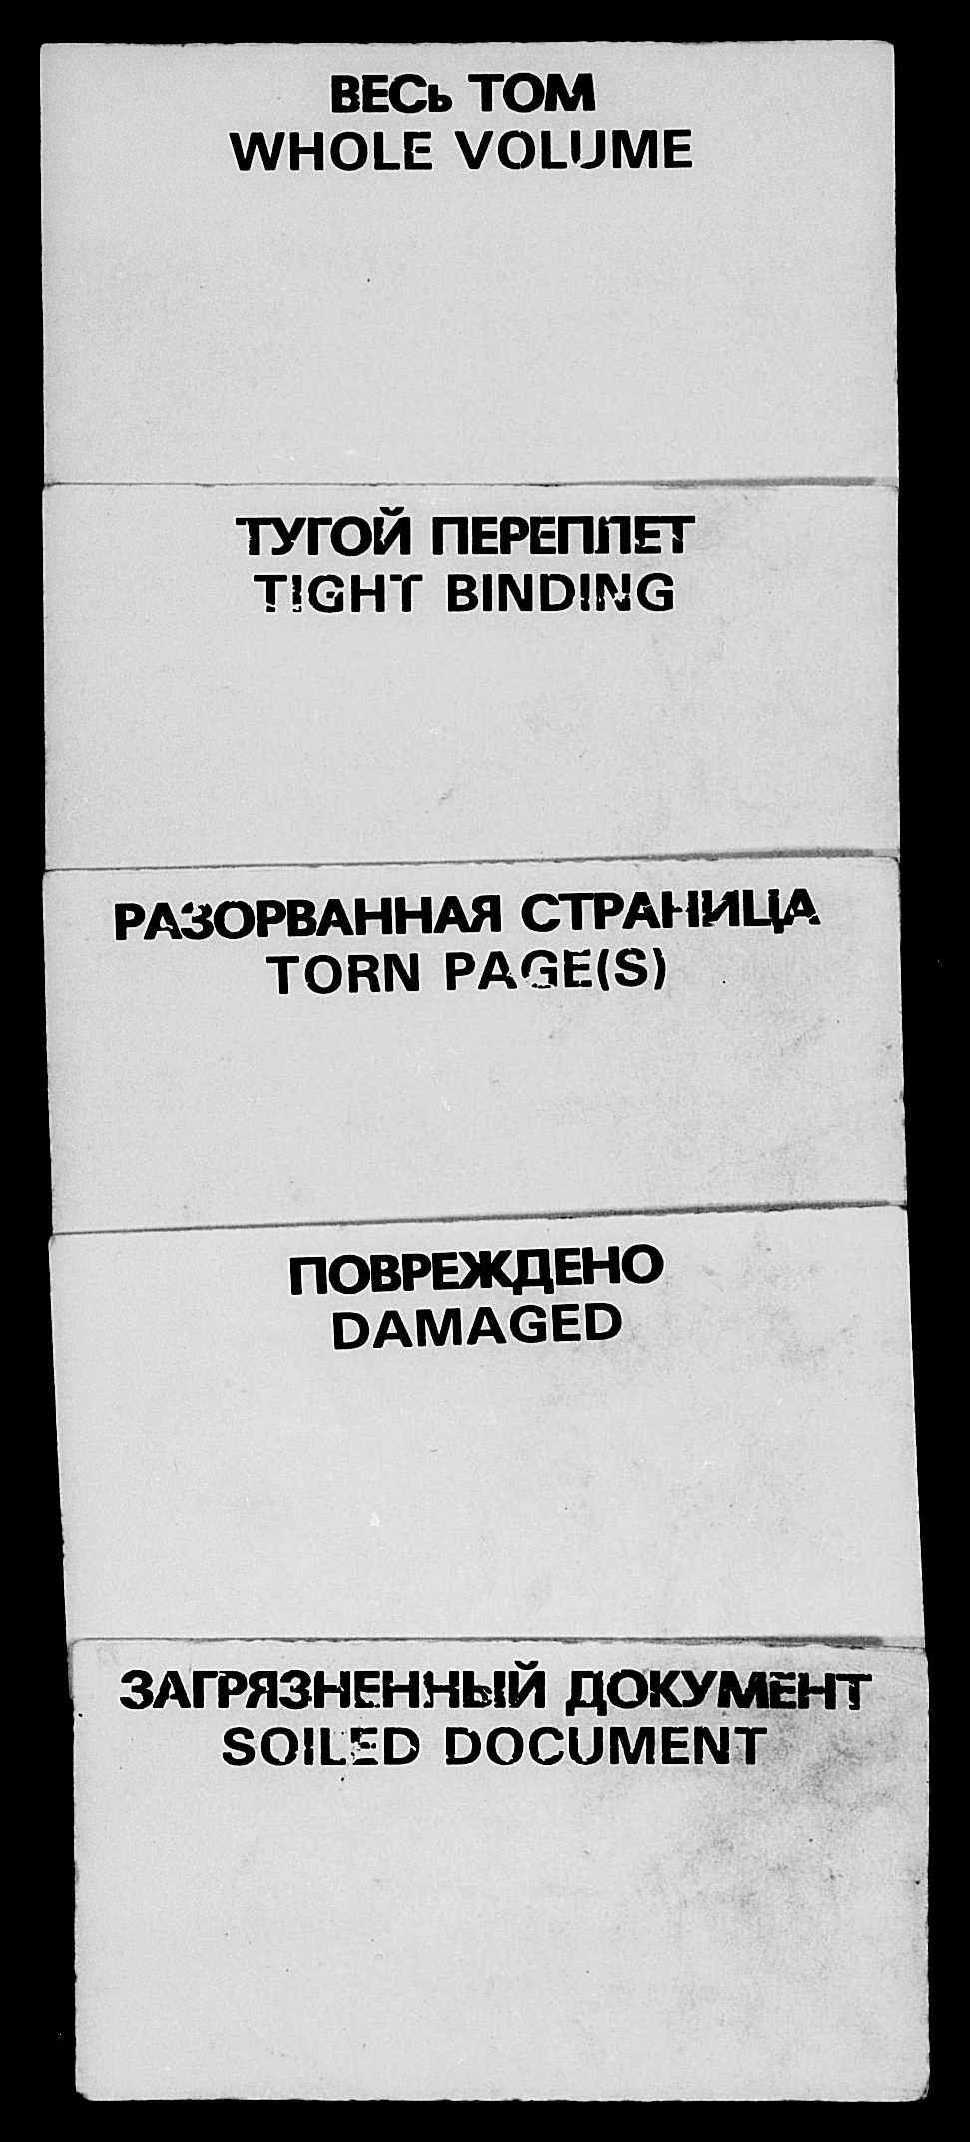 ВЕСЬ ТОМ
WHOLE VOLUME
ТУГОЙ ПЕРЕПЛЕТ
TIGHT BINDING
РАЗОРВАННАЯ СТРАНИЦА
TORN PAGE(S)
ПОВРЕЖДЕНО
DAMAGED
ЗАГРЯЗНЕННЫЙ ДОКУМЕНТ
SOILED DOCUMENT